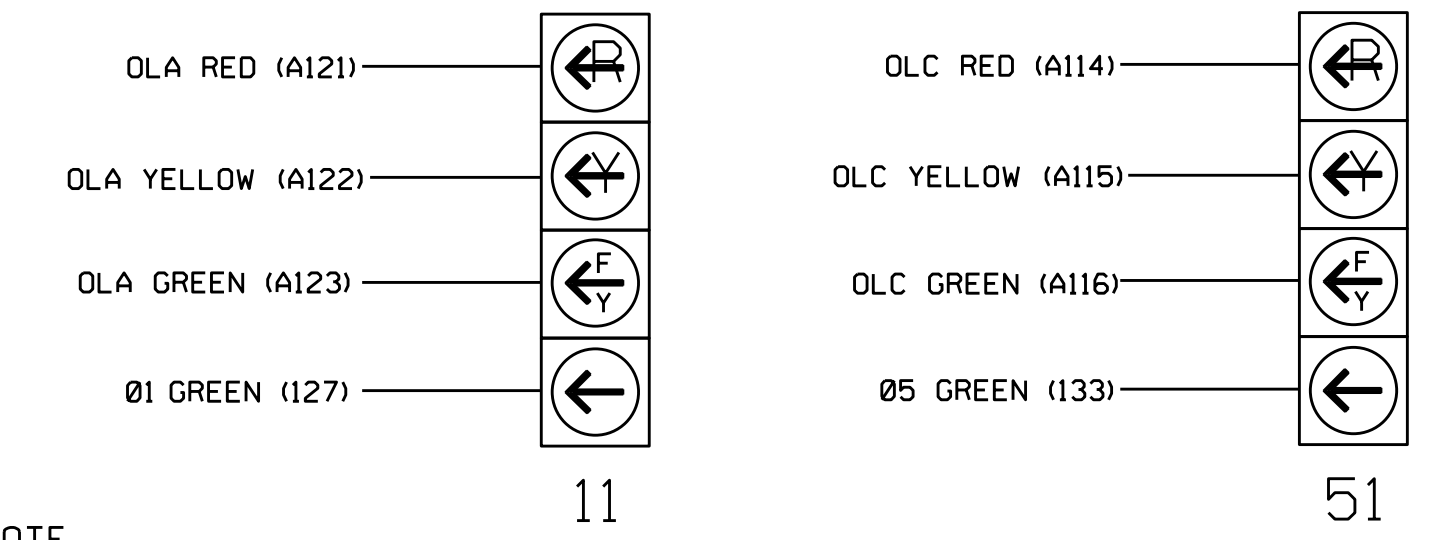 OLA RED (A121)
R
OLA YELLOW (A122)
Y
OLA GREEN (A123)
F
Y
Ø1 GREEN (127)
11
OLC RED (A114)
R
OLC YELLOW (A115)
Y
OLC GREEN (A116)
F
Y
Ø5 GREEN (133)
51